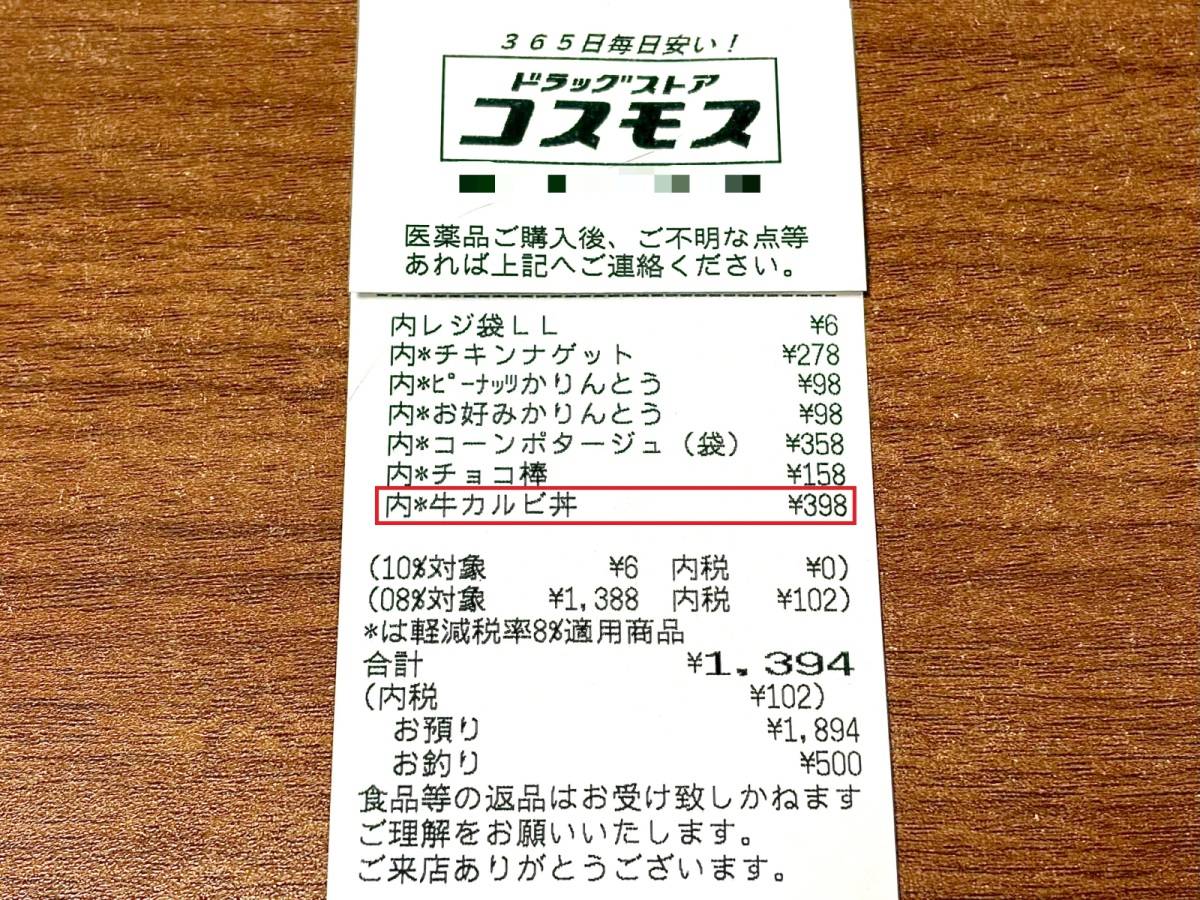 365日毎日安い!
ドラッグストア
コスモス
医薬品ご購入後、ご不明な点等
あれば上記へご連絡ください。
内レジ袋LL ¥6
内*チキンナゲット ¥278
内*ピーナッツかりんとう ¥98
内*お好みかりんとう ¥98
内*コーンポタージュ(袋) ¥358
内*チョコ棒 ¥158
内*牛カルビ丼 ¥398
(10%対象 ¥6 内税 ¥0)
(08%対象 ¥1,388 内税 ¥102)
*は軽減税率8%適用商品
合計 ¥1,394
(内税 ¥102)
お預り ¥1,894
お釣り ¥500
食品等の返品はお受け致しかねます
ご理解をお願いいたします。
ご来店ありがとうございます。